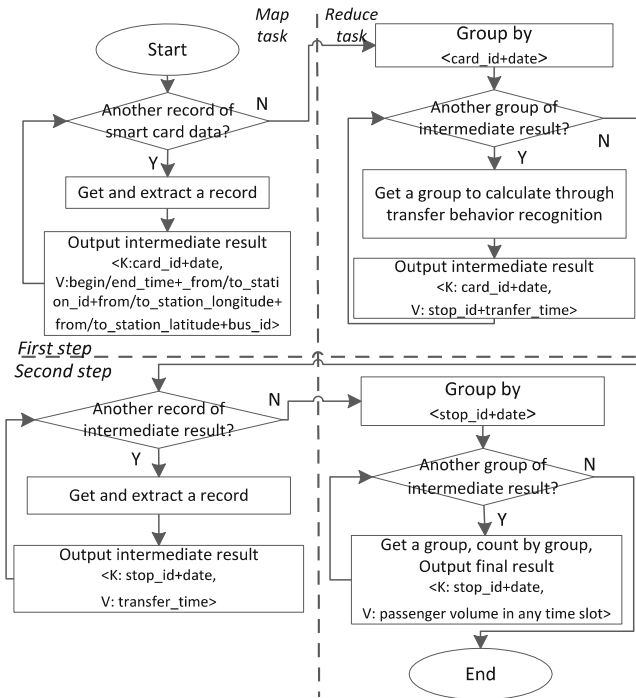 Map
task
Reduce
task
Start
Another record of
smart card data?
N
Y
Get and extract a record
Output intermediate result
<K:card_id+date,
V:begin/end_time+_from/to_stati
on_id+from/to_station_longitude+
from/to_station_latitude+bus_id>
Group by
<card_id+date>
Another group of
intermediate result?
N
Y
Get a group to calculate through
transfer behavior recognition
Output intermediate result
<K: card_id+date,
V: stop_id+tranfer_time>
First step
Second step
Another record of
intermediate result?
N
Y
Get and extract a record
Output intermediate result
<K: stop_id+date,
V: transfer_time>
Group by
<stop_id+date>
Another group of
intermediate result?
N
Y
Get a group, count by group,
Output final result
<K: stop_id+date,
V: passenger volume in any time slot>
End